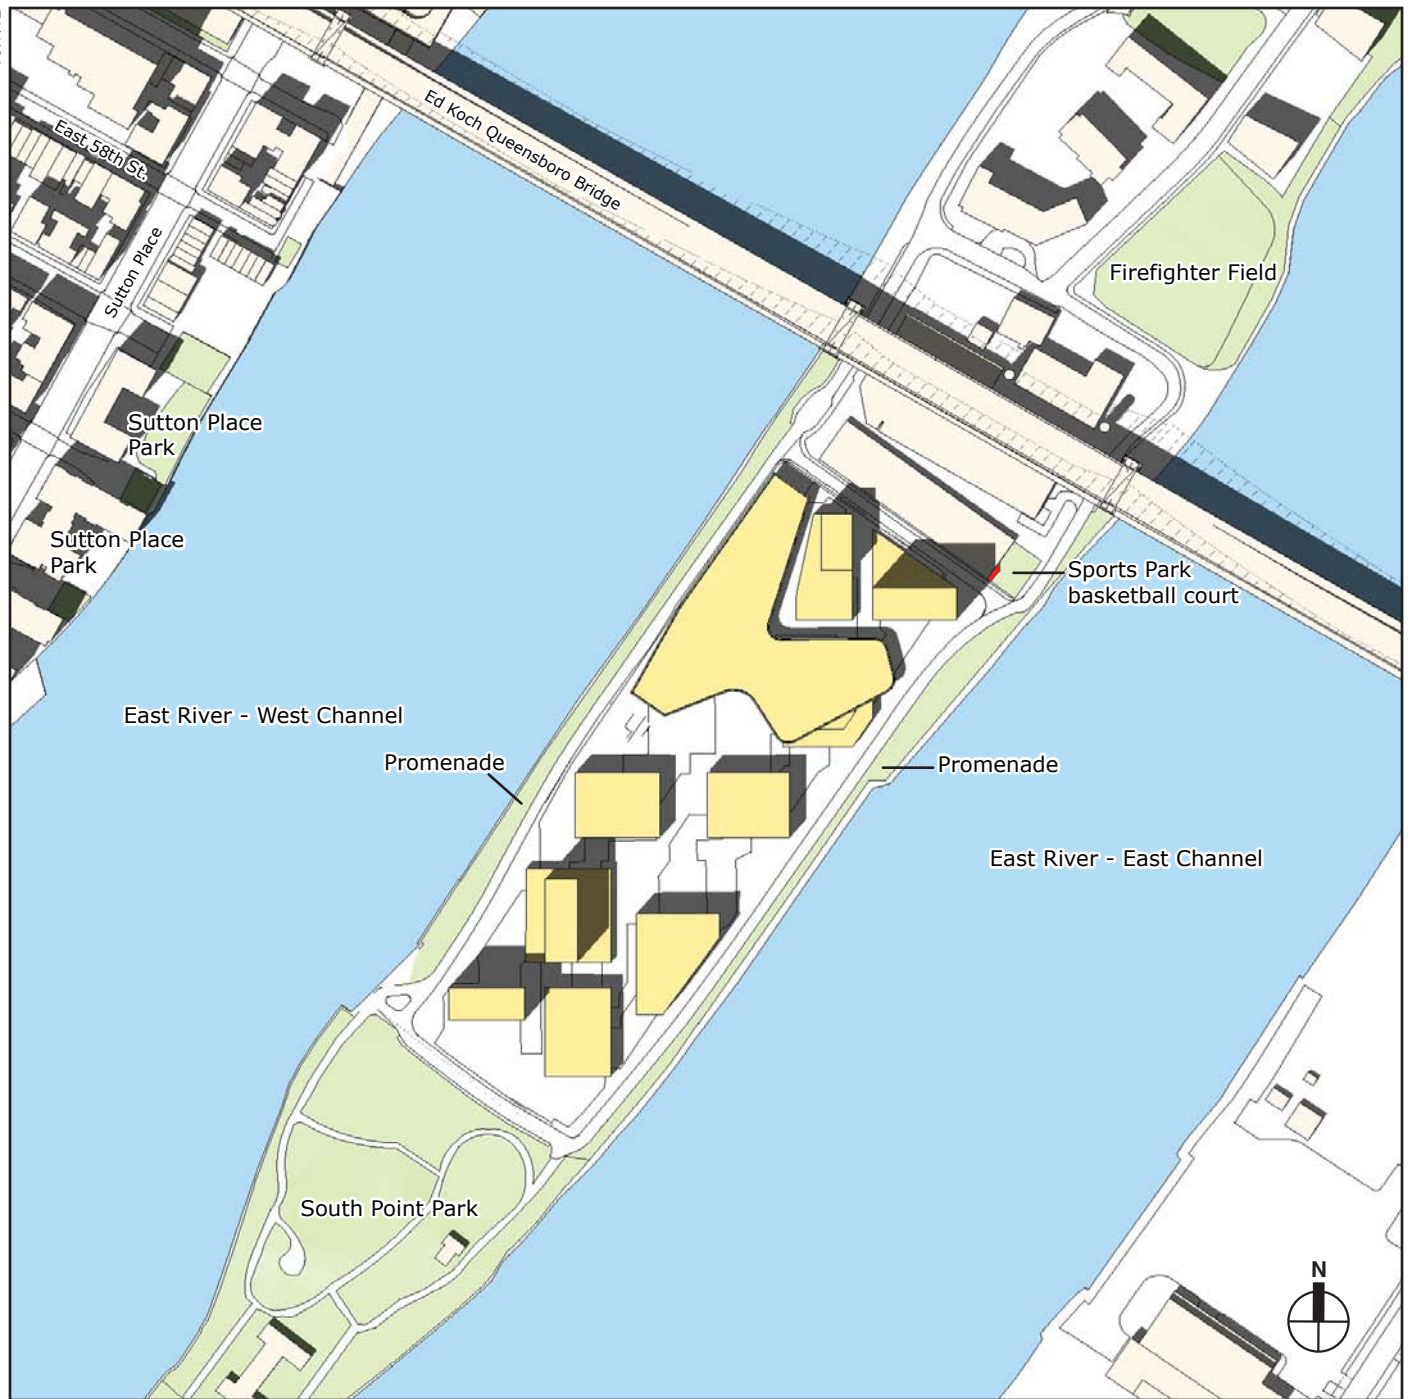 Ed Koch Queensboro Bridge
East 58th St.
Sutton Place
Firefighter Field
Sutton Place
Park
Sutton Place
Park
Sports Park
basketball court
East River - West Channel
Promenade
Promenade
East River - East Channel
South Point Park
N